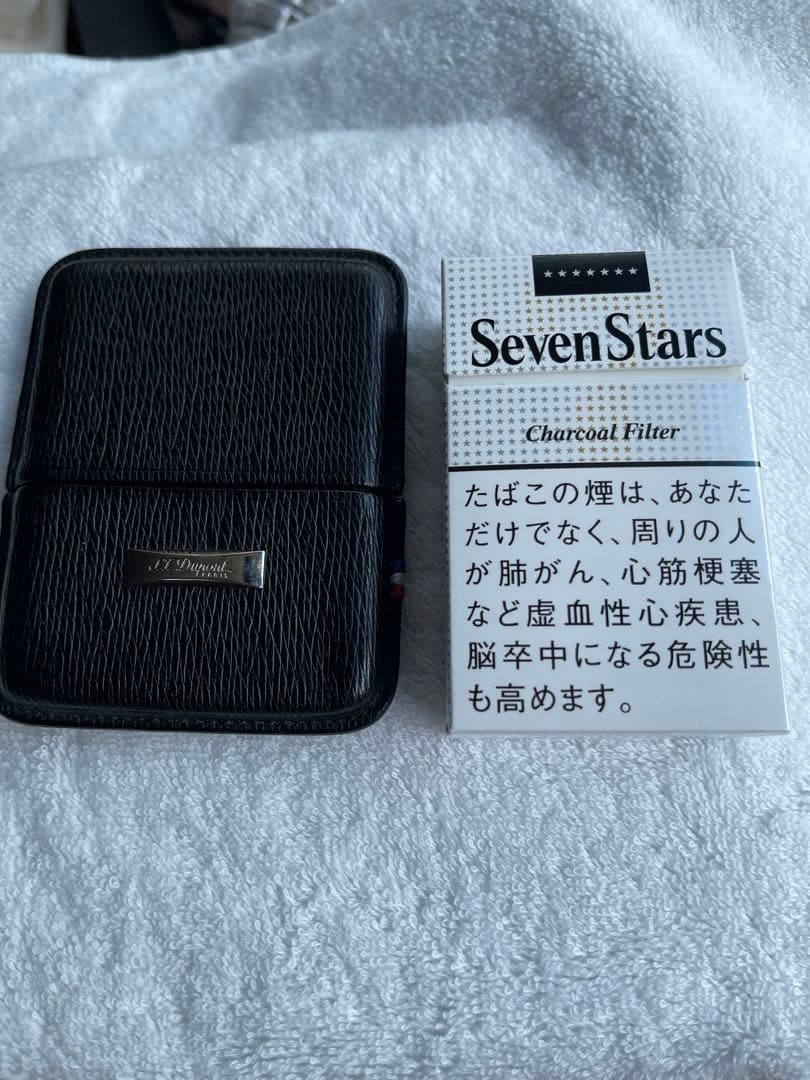 S.T. Dupont
PARIS
★★★★★★★
Seven Stars
Charcoal Filter
たばこの煙は、あなた
だけでなく、周りの人
が肺がん、心筋梗塞
など虚血性心疾患、
脳卒中になる危険性
も高めます。